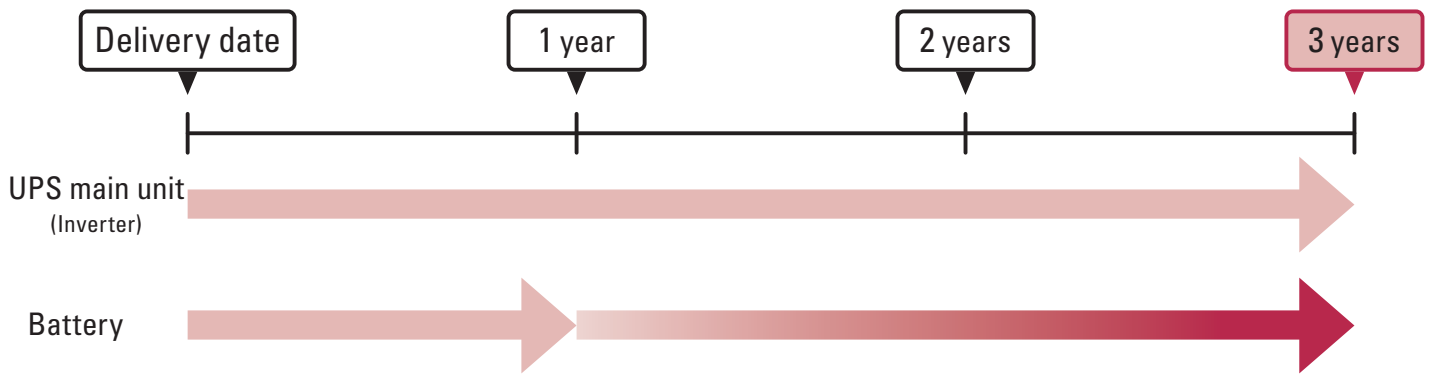 Delivery date
1 year
2 years
3 years
UPS main unit
(Inverter)
Battery